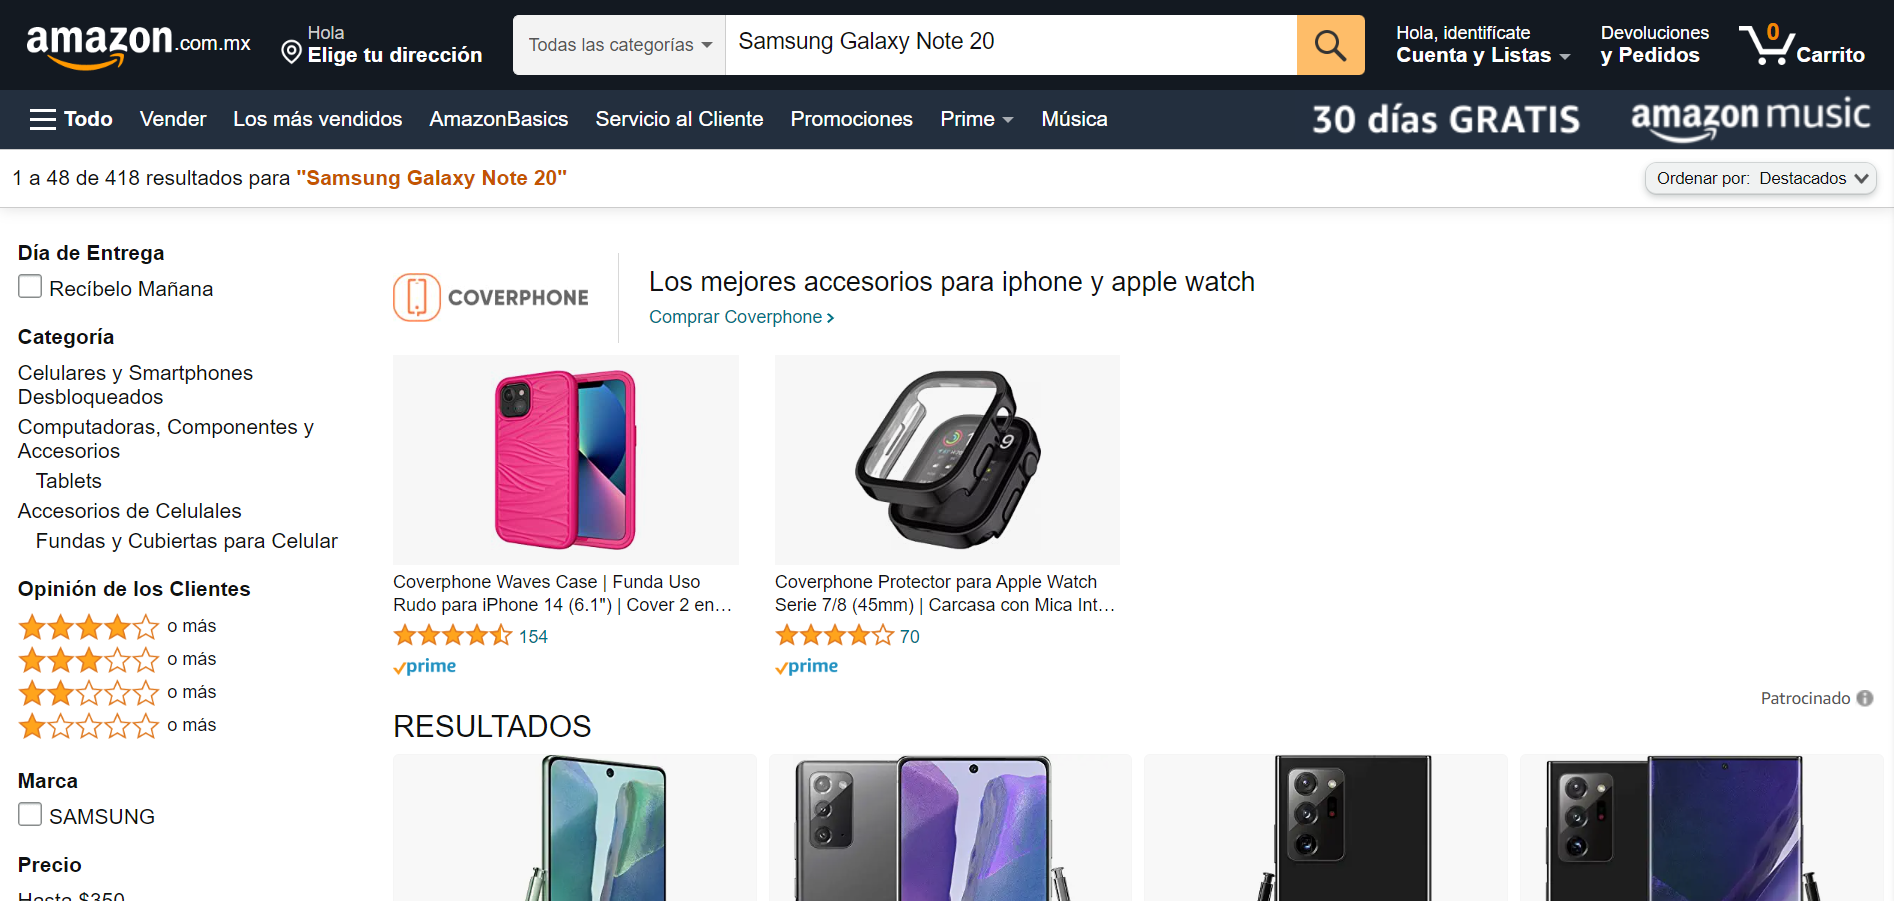 amazon.com.mx
Hola
Elige tu dirección
Todas las categorías
Samsung Galaxy Note 20
Hola, identifícate
Cuenta y Listas
Devoluciones
y Pedidos
0
Carrito
Todo
Vender
Los más vendidos
AmazonBasics
Servicio al Cliente
Promociones
Prime
Música
30 días GRATIS
amazon music
1 a 48 de 418 resultados para "Samsung Galaxy Note 20"
Ordenar por: Destacados
Día de Entrega
Recíbelo Mañana
Categoría
Celulares y Smartphones
Desbloqueados
Computadoras, Componentes y
Accesorios
Tablets
Accesorios de Celulales
Fundas y Cubiertas para Celular
Opinión de los Clientes
o más
o más
o más
o más
Marca
SAMSUNG
Precio
Hasta $350
COVERPHONE
Los mejores accesorios para iphone y apple watch
Comprar Coverphone
Coverphone Waves Case | Funda Uso
Rudo para iPhone 14 (6.1") | Cover 2 en…
154
prime
Coverphone Protector para Apple Watch
Serie 7/8 (45mm) | Carcasa con Mica Int…
70
prime
Patrocinado
RESULTADOS